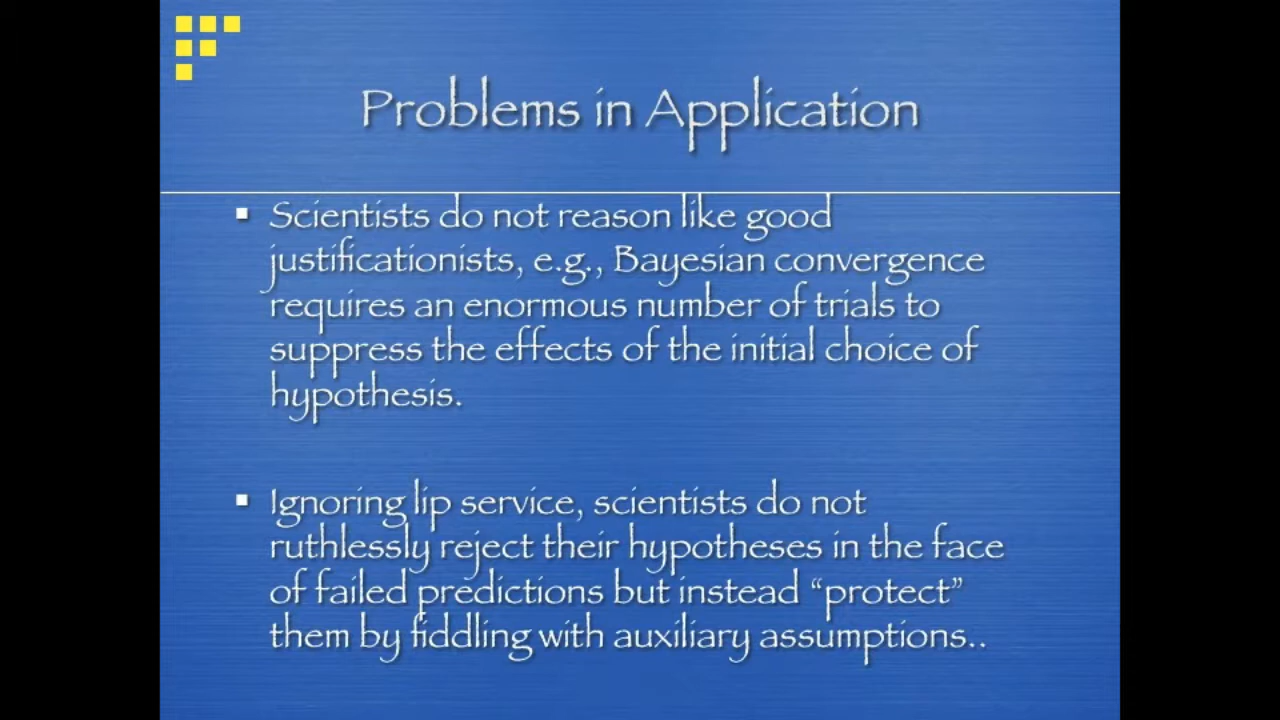 Problems in Application
▪ Scientists do not reason like good
justificationists, e.g., Bayesian convergence
requires an enormous number of trials to
suppress the effects of the initial choice of
hypothesis.
▪ Ignoring lip service, scientists do not
ruthlessly reject their hypotheses in the face
of failed predictions but instead “protect”
them by fiddling with auxiliary assumptions..